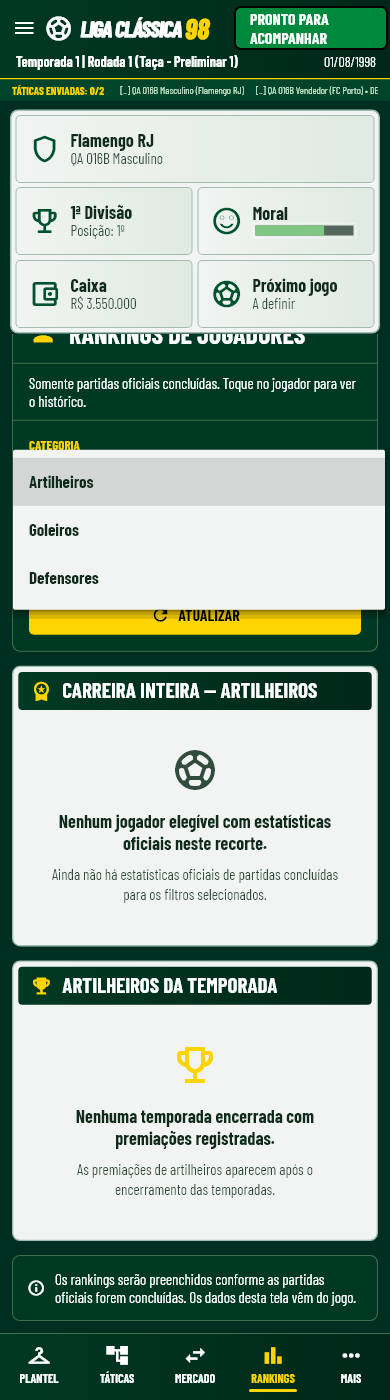 LIGA CLÁSSICA 98
PRONTO PARA
ACOMPANHAR
Temporada 1 | Rodada 1 (Taça - Preliminar 1)
01/08/1998
TÁTICAS ENVIADAS: 0/2
[...] QA 016B Masculino (Flamengo RJ)
[...] QA 016B Vendedor (FC Porto) • DE
Flamengo RJ
QA 016B Masculino
1ª Divisão
Posição: 1º
Moral
Caixa
R$ 3.550.000
Próximo jogo
A definir
RANKINGS DE JOGADORES
Somente partidas oficiais concluídas. Toque no jogador para ver
o histórico.
CATEGORIA
Artilheiros
Goleiros
Defensores
ATUALIZAR
CARREIRA INTEIRA — ARTILHEIROS
Nenhum jogador elegível com estatísticas
oficiais neste recorte.
Ainda não há estatísticas oficiais de partidas concluídas
para os filtros selecionados.
ARTILHEIROS DA TEMPORADA
Nenhuma temporada encerrada com
premiações registradas.
As premiações de artilheiros aparecem após o
encerramento das temporadas.
Os rankings serão preenchidos conforme as partidas
oficiais forem concluídas. Os dados desta tela vêm do jogo.
PLANTEL
TÁTICAS
MERCADO
RANKINGS
MAIS